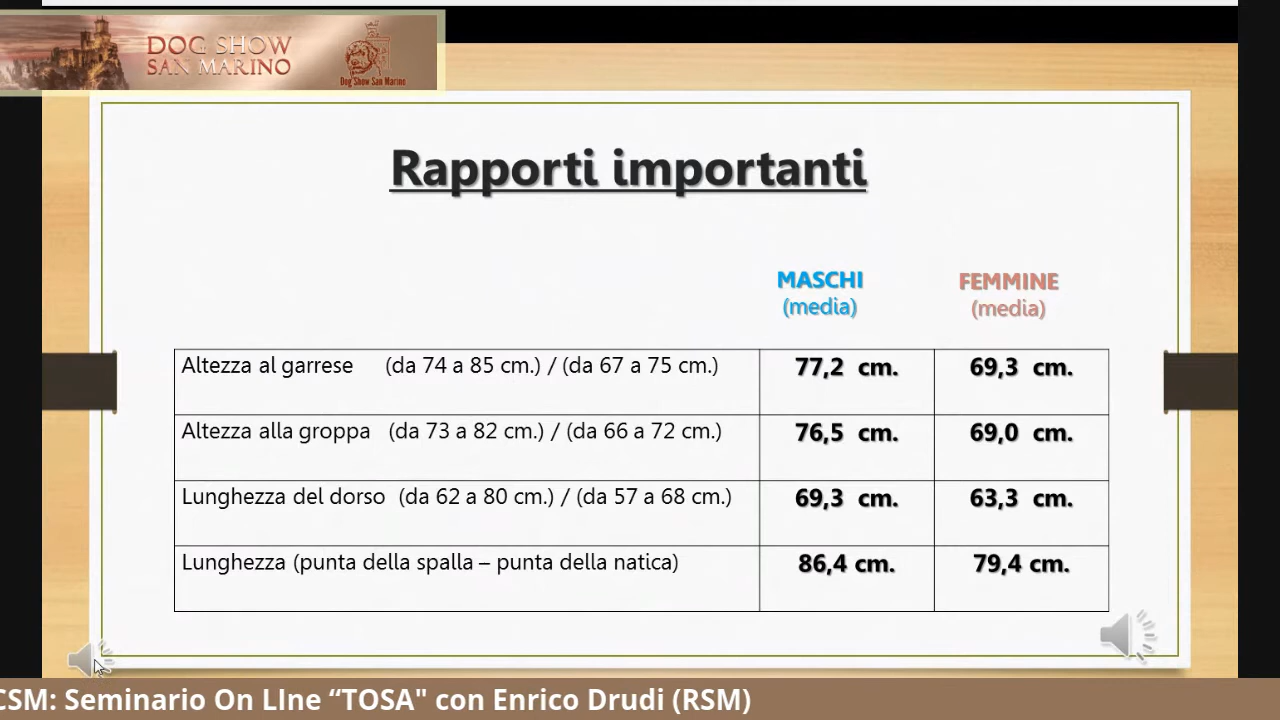 DOG SHOW
SAN MARINO
Dog Show San Marino
Rapporti importanti
MASCHI FEMMINE
(media) (media)
Altezza al garrese (da 74 a 85 cm.) / (da 67 a 75 cm.) 77,2 cm. 69,3 cm.
Altezza alla groppa (da 73 a 82 cm.) / (da 66 a 72 cm.) 76,5 cm. 69,0 cm.
Lunghezza del dorso (da 62 a 80 cm.) / (da 57 a 68 cm.) 69,3 cm. 63,3 cm.
Lunghezza (punta della spalla – punta della natica) 86,4 cm. 79,4 cm.
CSM: Seminario On LIne “TOSA" con Enrico Drudi (RSM)